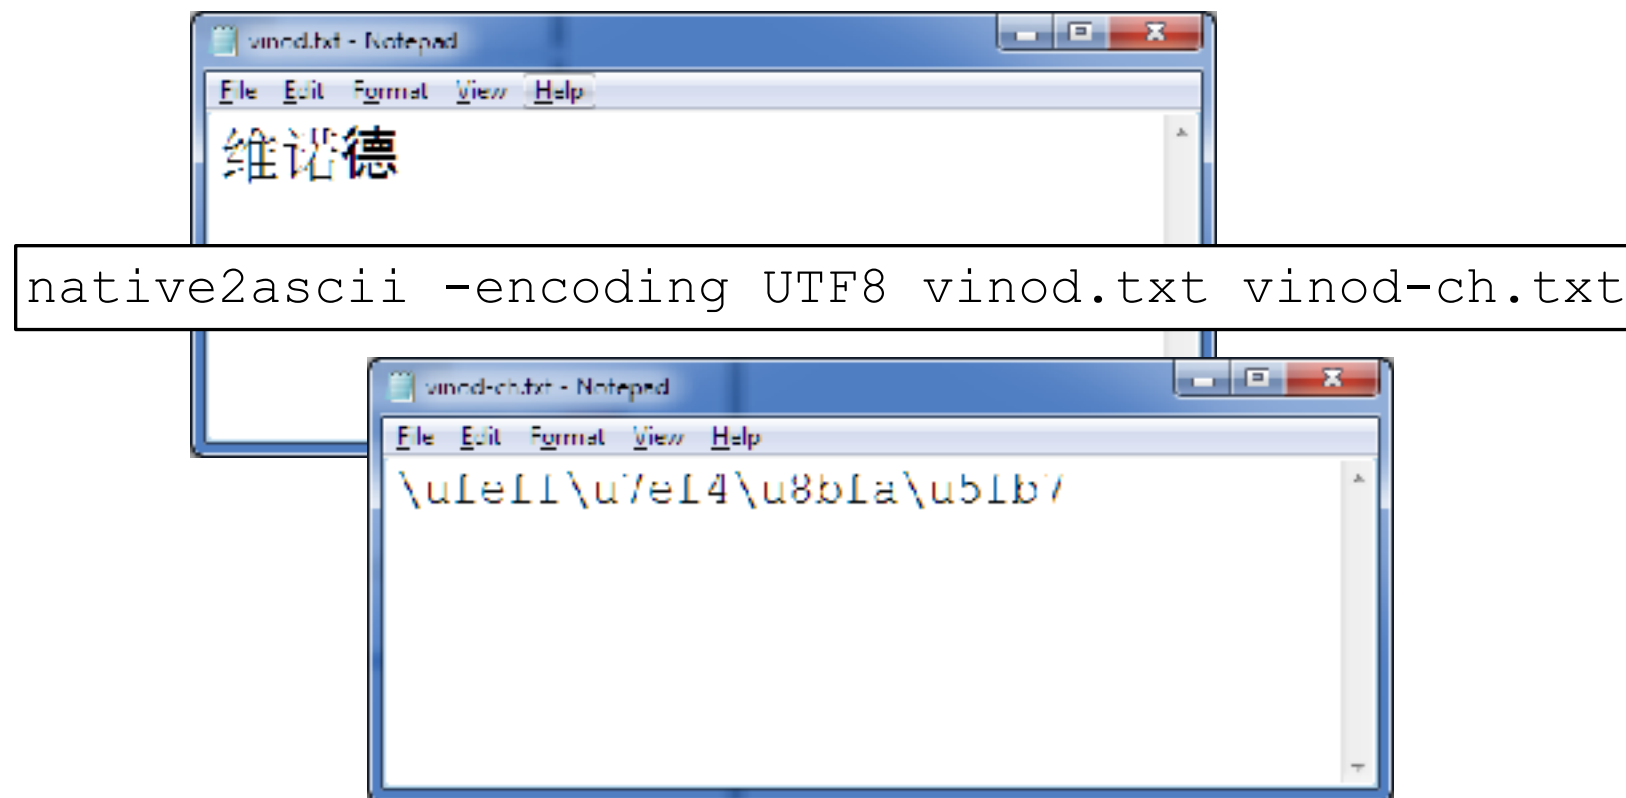 vinod.txt - Notepad
File Edit Format View Help
维诺德
native2ascii -encoding UTF8 vinod.txt vinod-ch.txt
vinod-ch.txt - Notepad
File Edit Format View Help
\ufeff\u7ef4\u8bfa\u5fb7